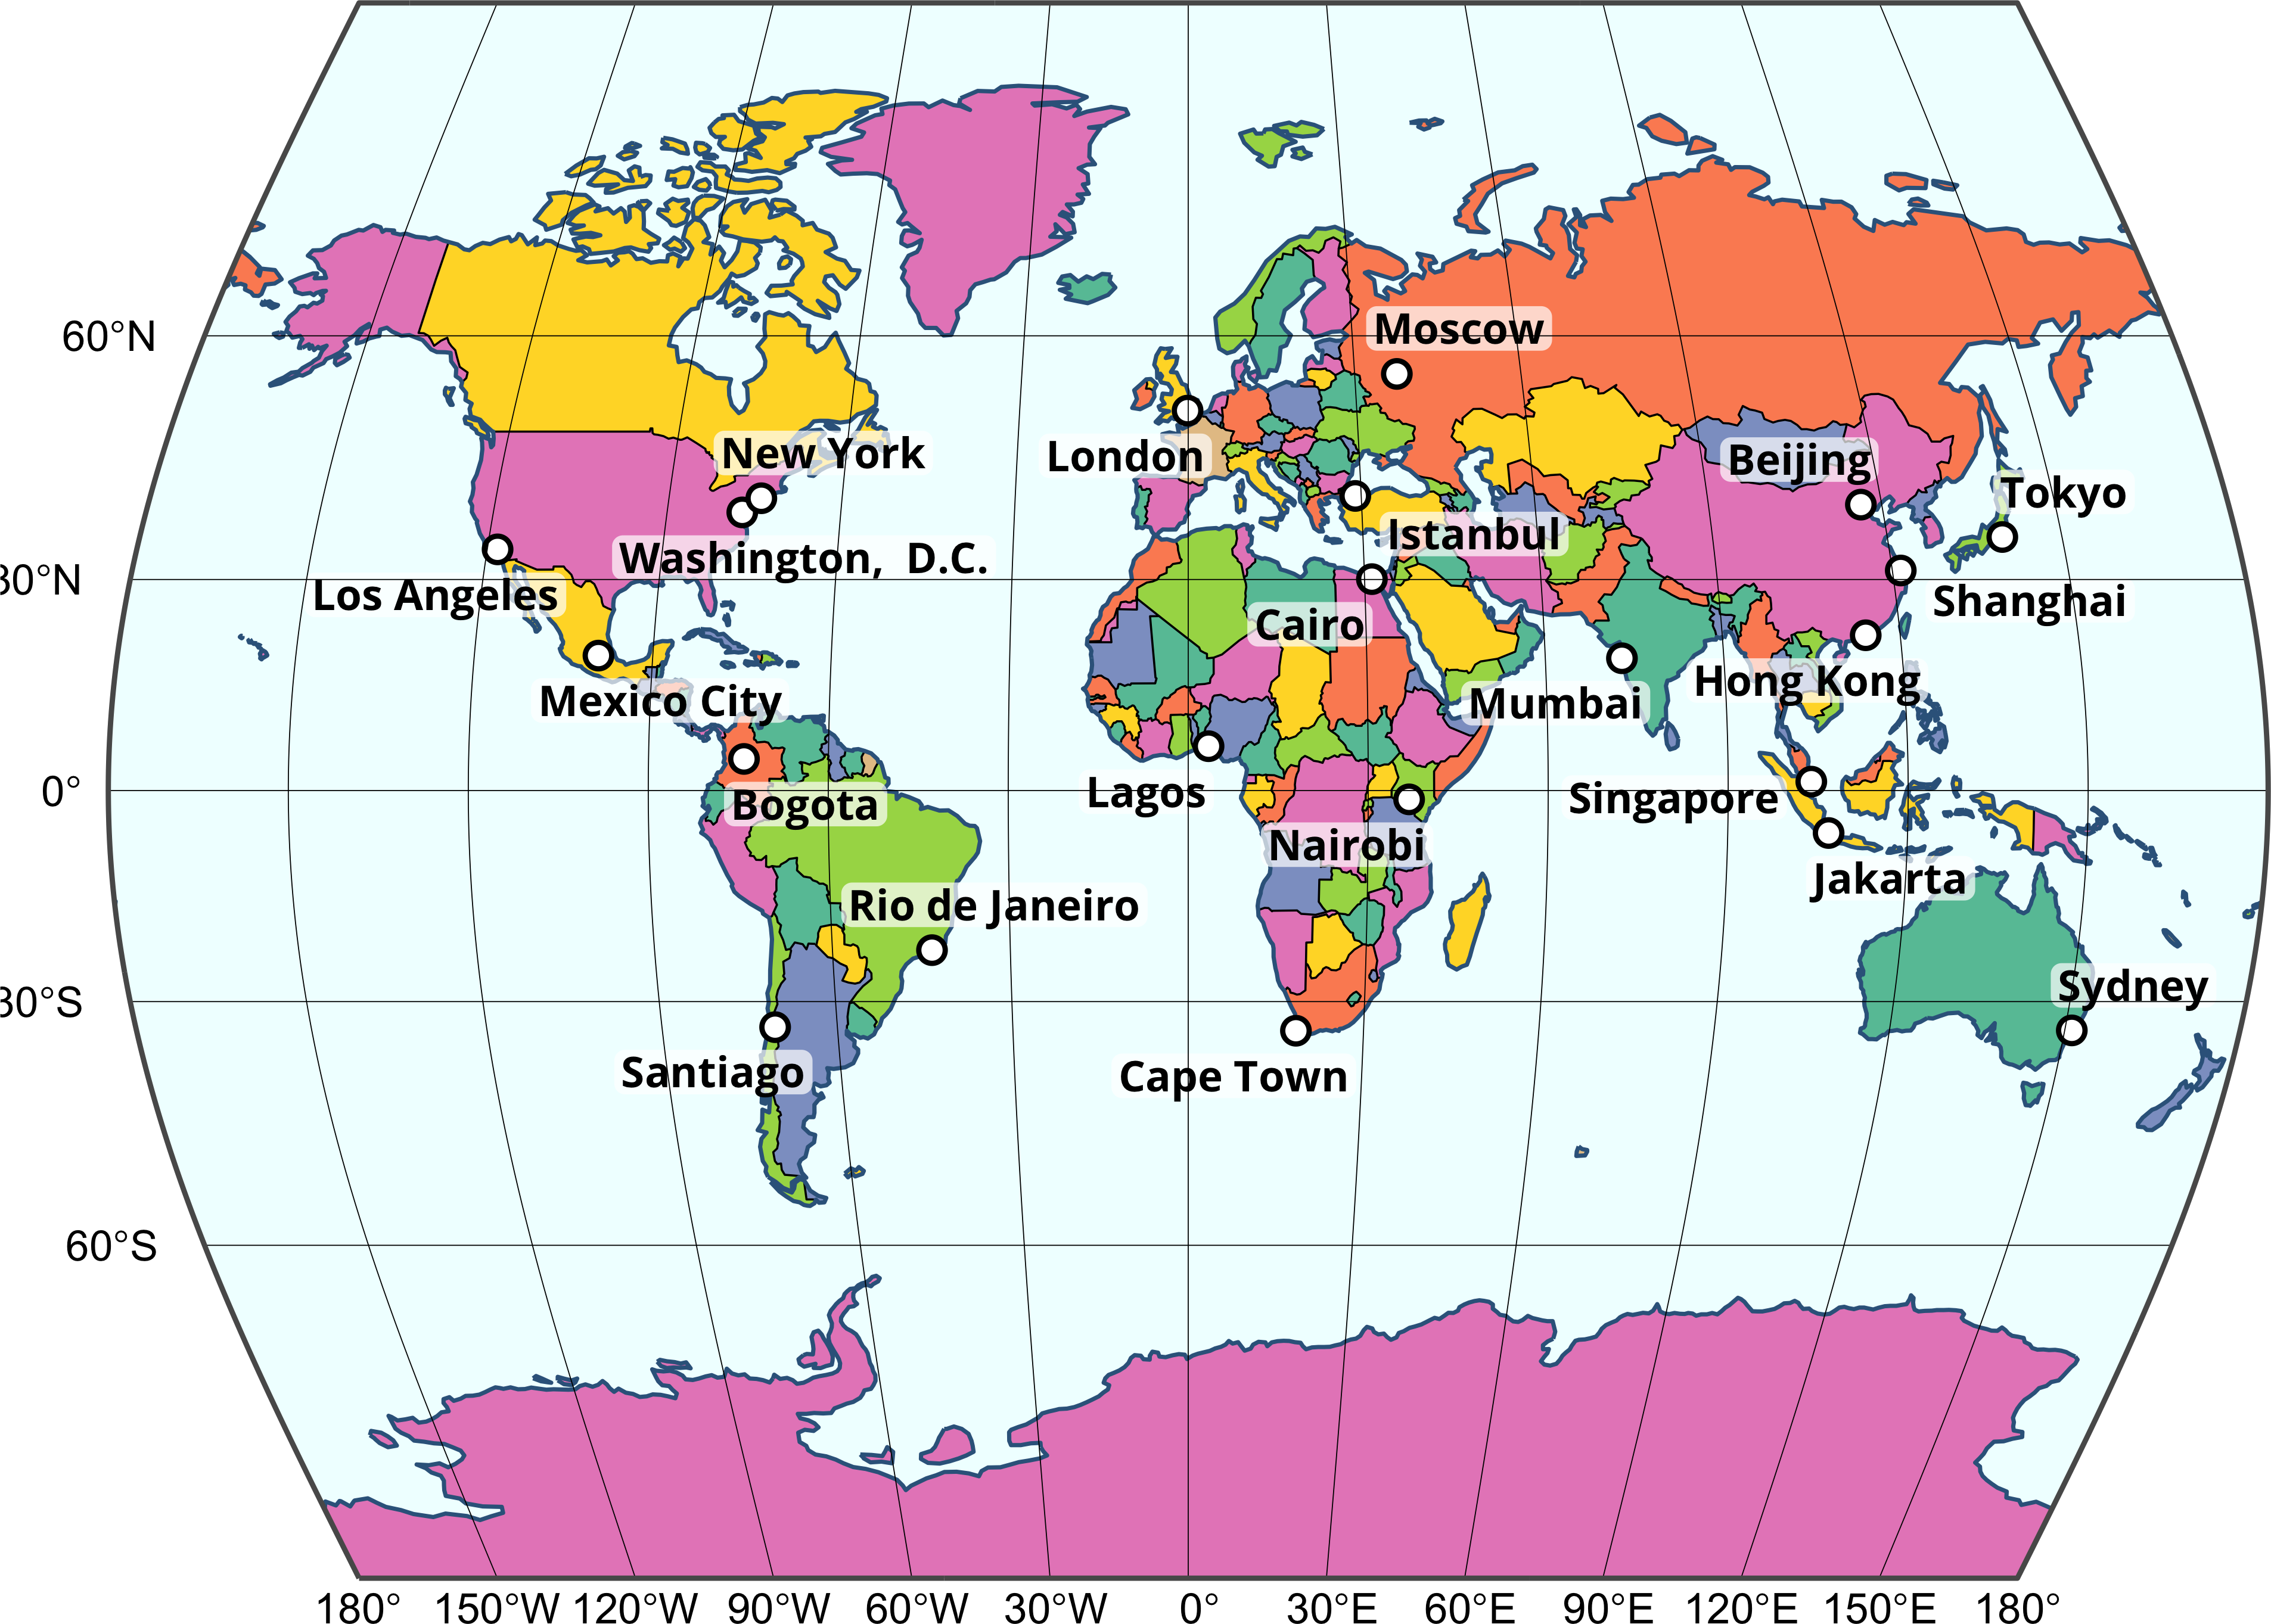 60°N
Moscow
New York
London
Beijing
Tokyo
Istanbul
Washington, D.C.
30°N
Los Angeles
Shanghai
Cairo
Hong Kong
Mexico City
Mumbai
0°
Lagos
Singapore
Bogota
Nairobi
Jakarta
Rio de Janeiro
Sydney
30°S
Santiago
Cape Town
60°S
180° 150°W 120°W 90°W 60°W 30°W 0° 30°E 60°E 90°E 120°E 150°E 180°